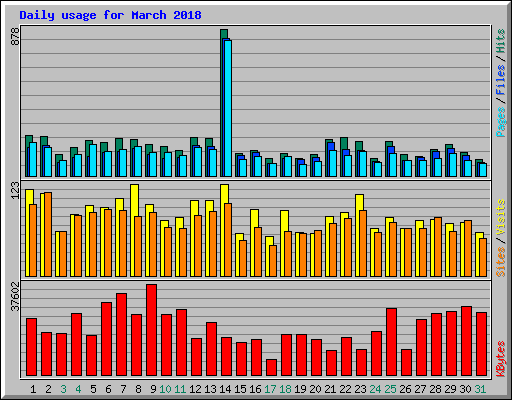 Daily usage for March 2018
878
Pages / Files / Hits
123
Sites / Visits
37602
KBytes
1 2 3 4 5 6 7 8 9 10 11 12 13 14 15 16 17 18 19 20 21 22 23 24 25 26 27 28 29 30 31